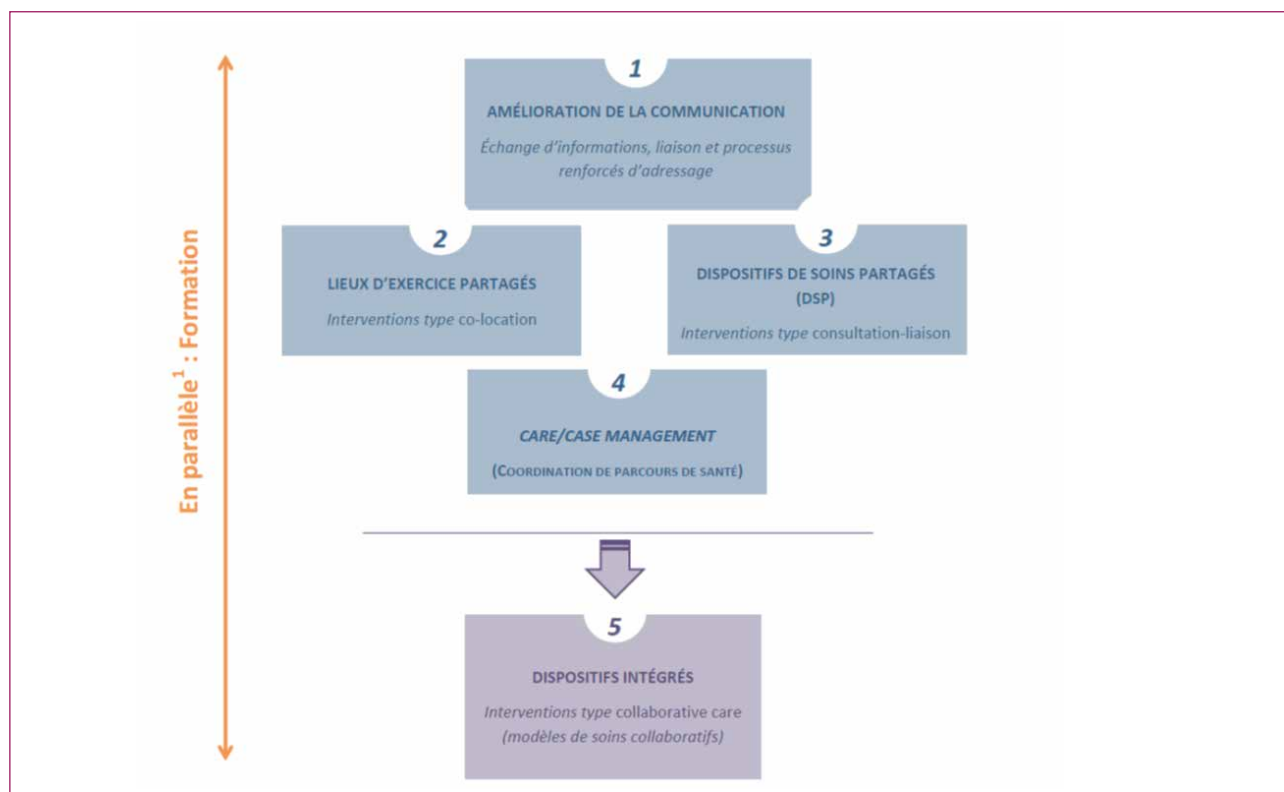 En parallèle¹ : Formation
1
AMÉLIORATION DE LA COMMUNICATION
Échange d'informations, liaison et processus
renforcés d'adressage
2
LIEUX D'EXERCICE PARTAGÉS
Interventions type co-location
3
DISPOSITIFS DE SOINS PARTAGÉS
(DSP)
Interventions type consultation-liaison
4
CARE/CASE MANAGEMENT
(COORDINATION DE PARCOURS DE SANTÉ)
5
DISPOSITIFS INTÉGRÉS
Interventions type collaborative care
(modèles de soins collaboratifs)